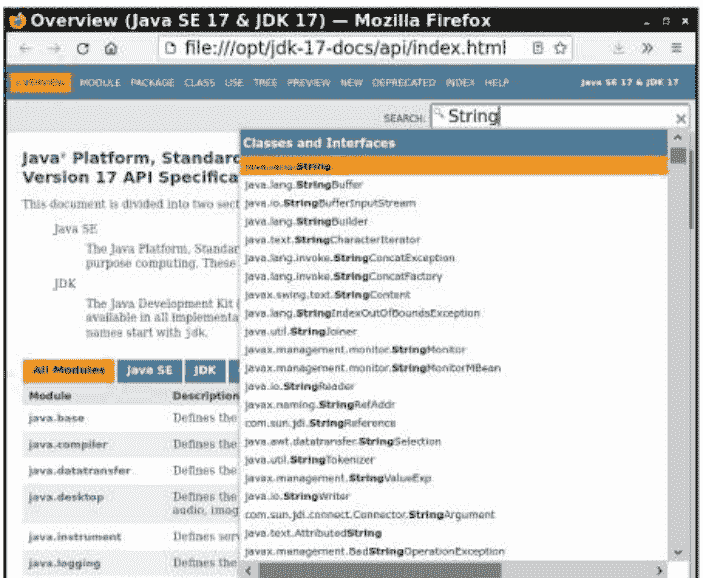 Overview (Java SE 17 & JDK 17) — Mozilla Firefox
file:///opt/jdk-17-docs/api/index.html
OVERVIEW MODULE PACKAGE CLASS USE TREE PREVIEW NEW DEPRECATED INDEX HELP Java SE 17 & JDK 17
SEARCH: String
Classes and Interfaces
java.lang.String
java.lang.StringBuffer
java.io.StringBufferInputStream
java.lang.StringBuilder
java.text.StringCharacterIterator
java.lang.invoke.StringConcatException
java.lang.invoke.StringConcatFactory
javax.swing.text.StringContent
java.lang.StringIndexOutOfBoundsException
java.util.StringJoiner
javax.management.monitor.StringMonitor
javax.management.monitor.StringMonitorMBean
java.io.StringReader
javax.naming.StringRefAddr
com.sun.jdi.StringReference
java.awt.datatransfer.StringSelection
java.util.StringTokenizer
javax.management.StringValueExp
java.io.StringWriter
com.sun.jdi.connect.Connector.StringArgument
java.text.AttributedString
javax.management.BadStringOperationException
Java® Platform, Standard
Version 17 API Specifica
This document is divided into two sect
Java SE
The Java Platform, Standar
purpose computing. These
JDK
The Java Development Kit (
available in all implementa
names start with jdk.
All Modules Java SE JDK
Module Description
java.base Defines the
java.compiler Defines the
java.datatransfer Defines the
java.desktop Defines the
audio, imag
java.instrument Defines serv
java.logging Defines the